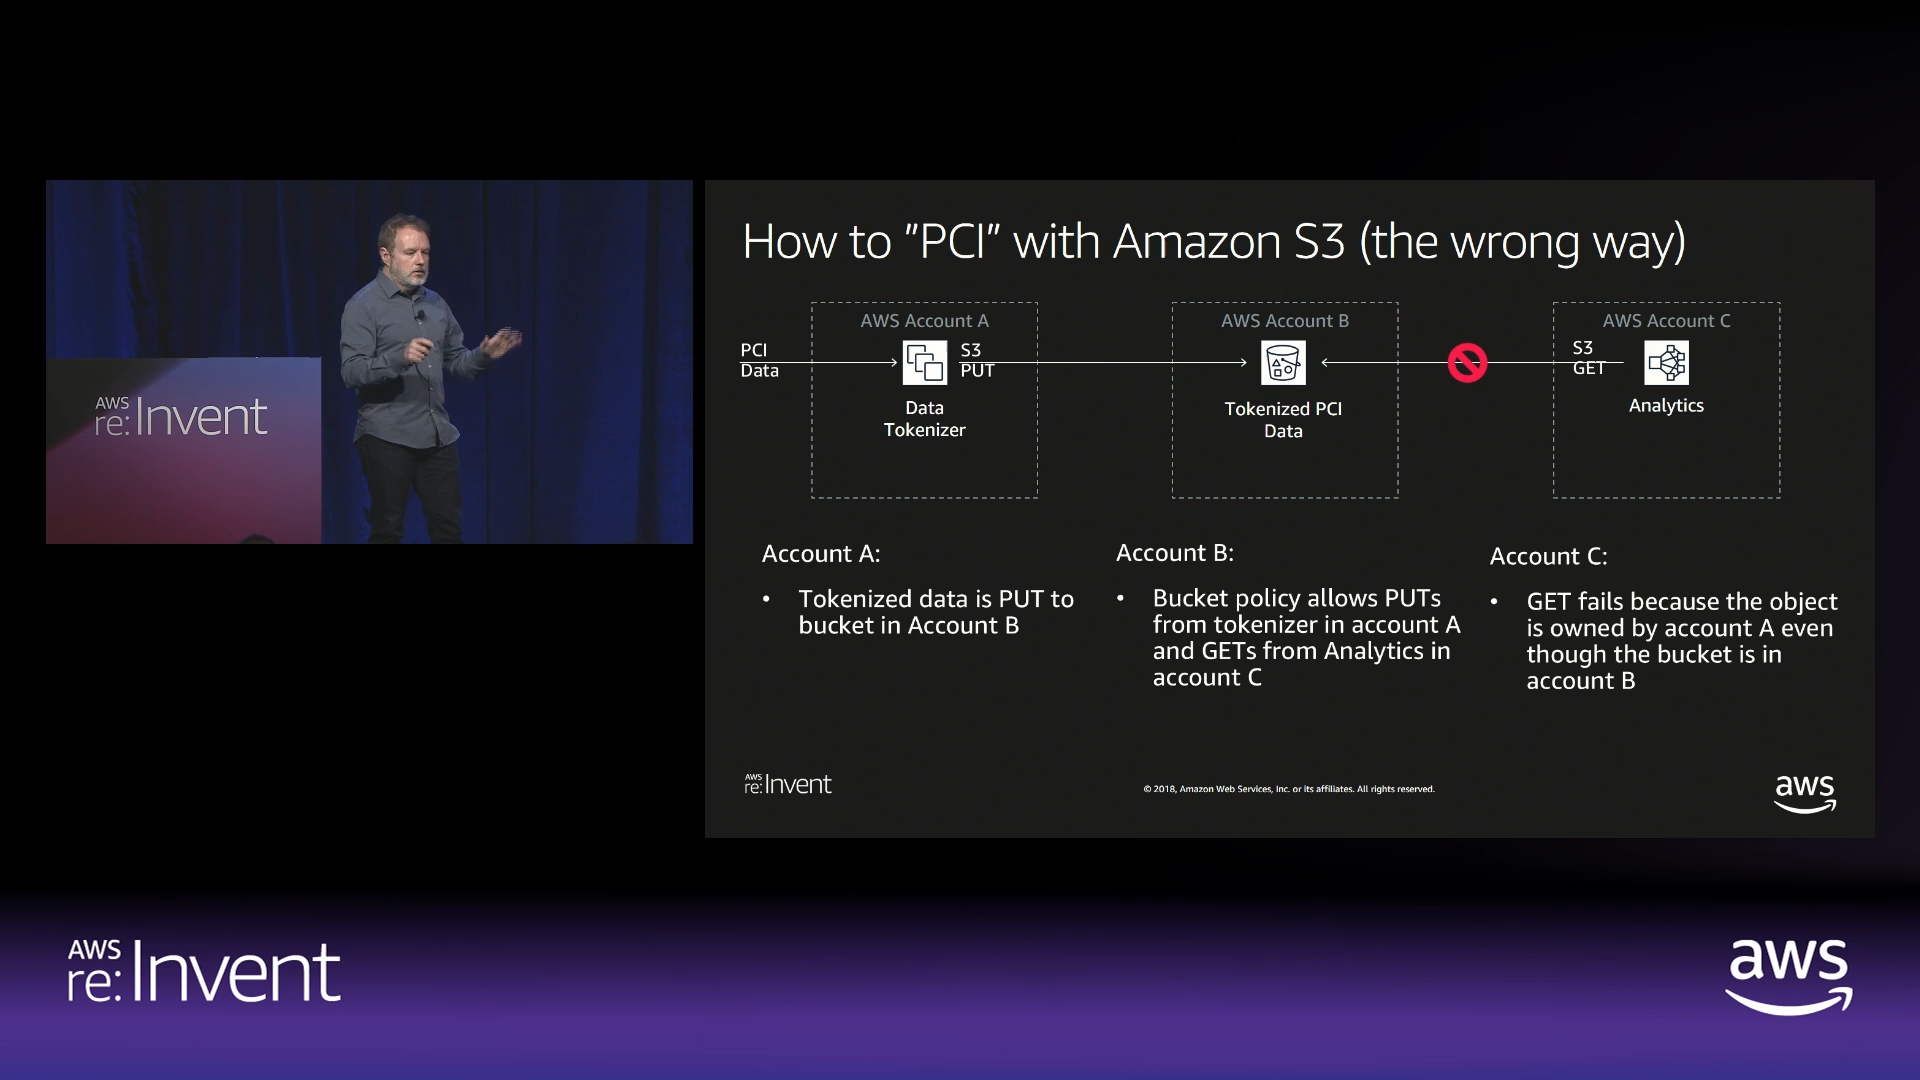 AWS
re:Invent
How to "PCI" with Amazon S3 (the wrong way)
AWS Account A
AWS Account B
AWS Account C
PCI
Data
S3
PUT
S3
GET
Data
Tokenizer
Tokenized PCI
Data
Analytics
Account A:
• Tokenized data is PUT to
bucket in Account B
Account B:
• Bucket policy allows PUTs
from tokenizer in account A
and GETs from Analytics in
account C
Account C:
• GET fails because the object
is owned by account A even
though the bucket is in
account B
AWS
re:Invent
© 2018, Amazon Web Services, Inc. or its affiliates. All rights reserved.
aws
AWS
re:Invent
aws